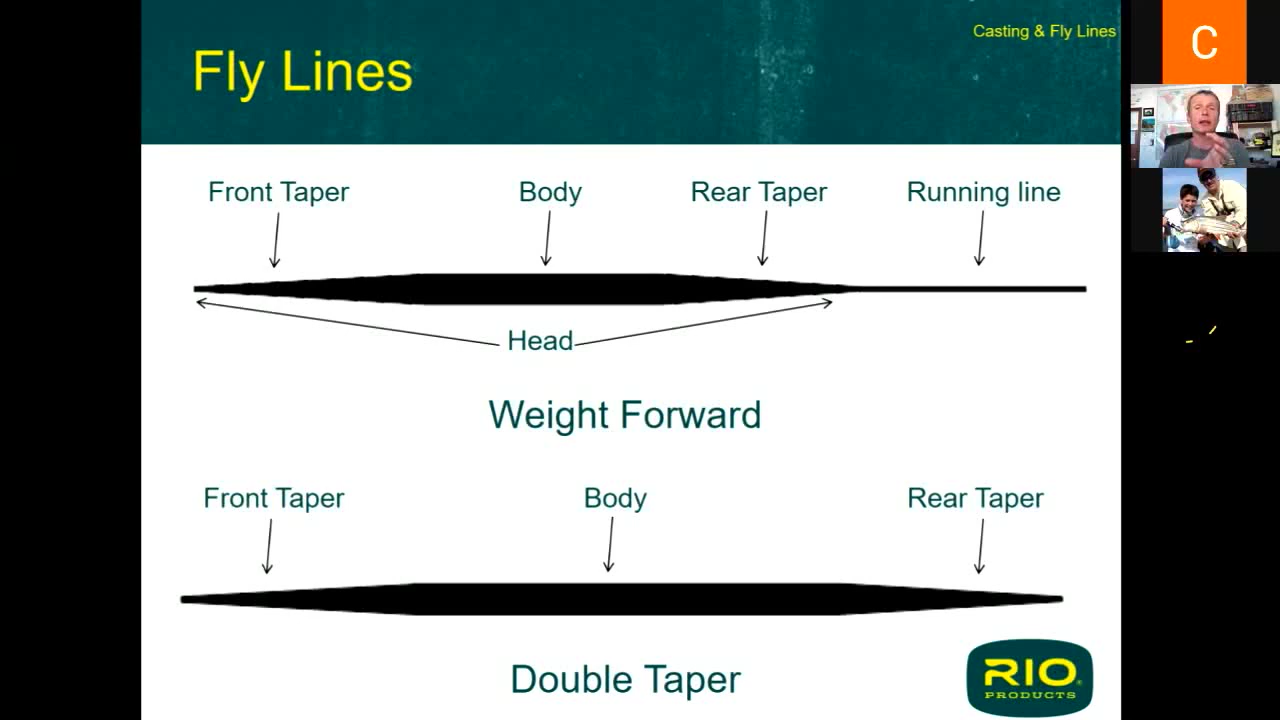 Casting & Fly Lines
Fly Lines
Front Taper
Body
Rear Taper
Running line
Head
Weight Forward
Front Taper
Body
Rear Taper
Double Taper
RIO
PRODUCTS
C